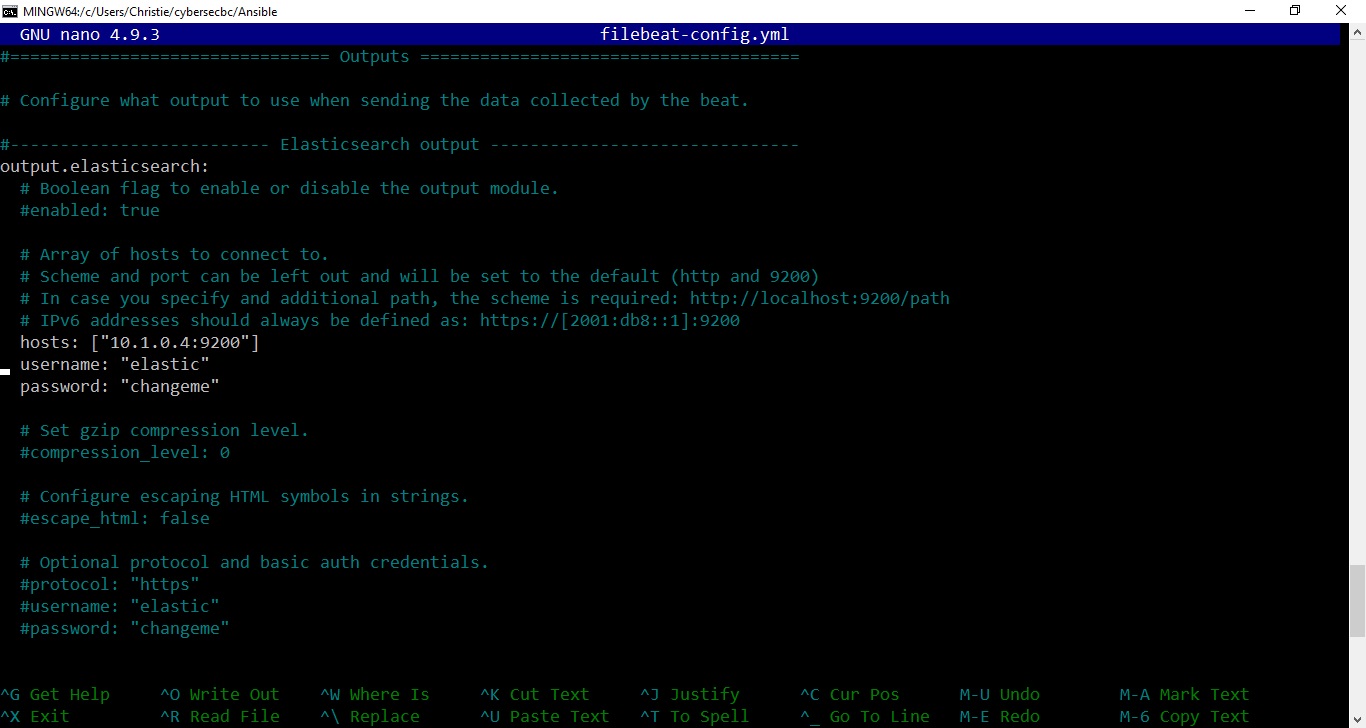 MINGW64:/c/Users/Christie/cybersecbc/Ansible
GNU nano 4.9.3 filebeat-config.yml
#================================ Outputs ======================================
# Configure what output to use when sending the data collected by the beat.
#-------------------------- Elasticsearch output -------------------------------
output.elasticsearch:
# Boolean flag to enable or disable the output module.
#enabled: true
# Array of hosts to connect to.
# Scheme and port can be left out and will be set to the default (http and 9200)
# In case you specify and additional path, the scheme is required: http://localhost:9200/path
# IPv6 addresses should always be defined as: https://[2001:db8::1]:9200
hosts: ["10.1.0.4:9200"]
username: "elastic"
password: "changeme"
# Set gzip compression level.
#compression_level: 0
# Configure escaping HTML symbols in strings.
#escape_html: false
# Optional protocol and basic auth credentials.
#protocol: "https"
#username: "elastic"
#password: "changeme"
^G Get Help ^O Write Out ^W Where Is ^K Cut Text ^J Justify ^C Cur Pos M-U Undo M-A Mark Text
^X Exit ^R Read File ^\ Replace ^U Paste Text ^T To Spell ^_ Go To Line M-E Redo M-6 Copy Text